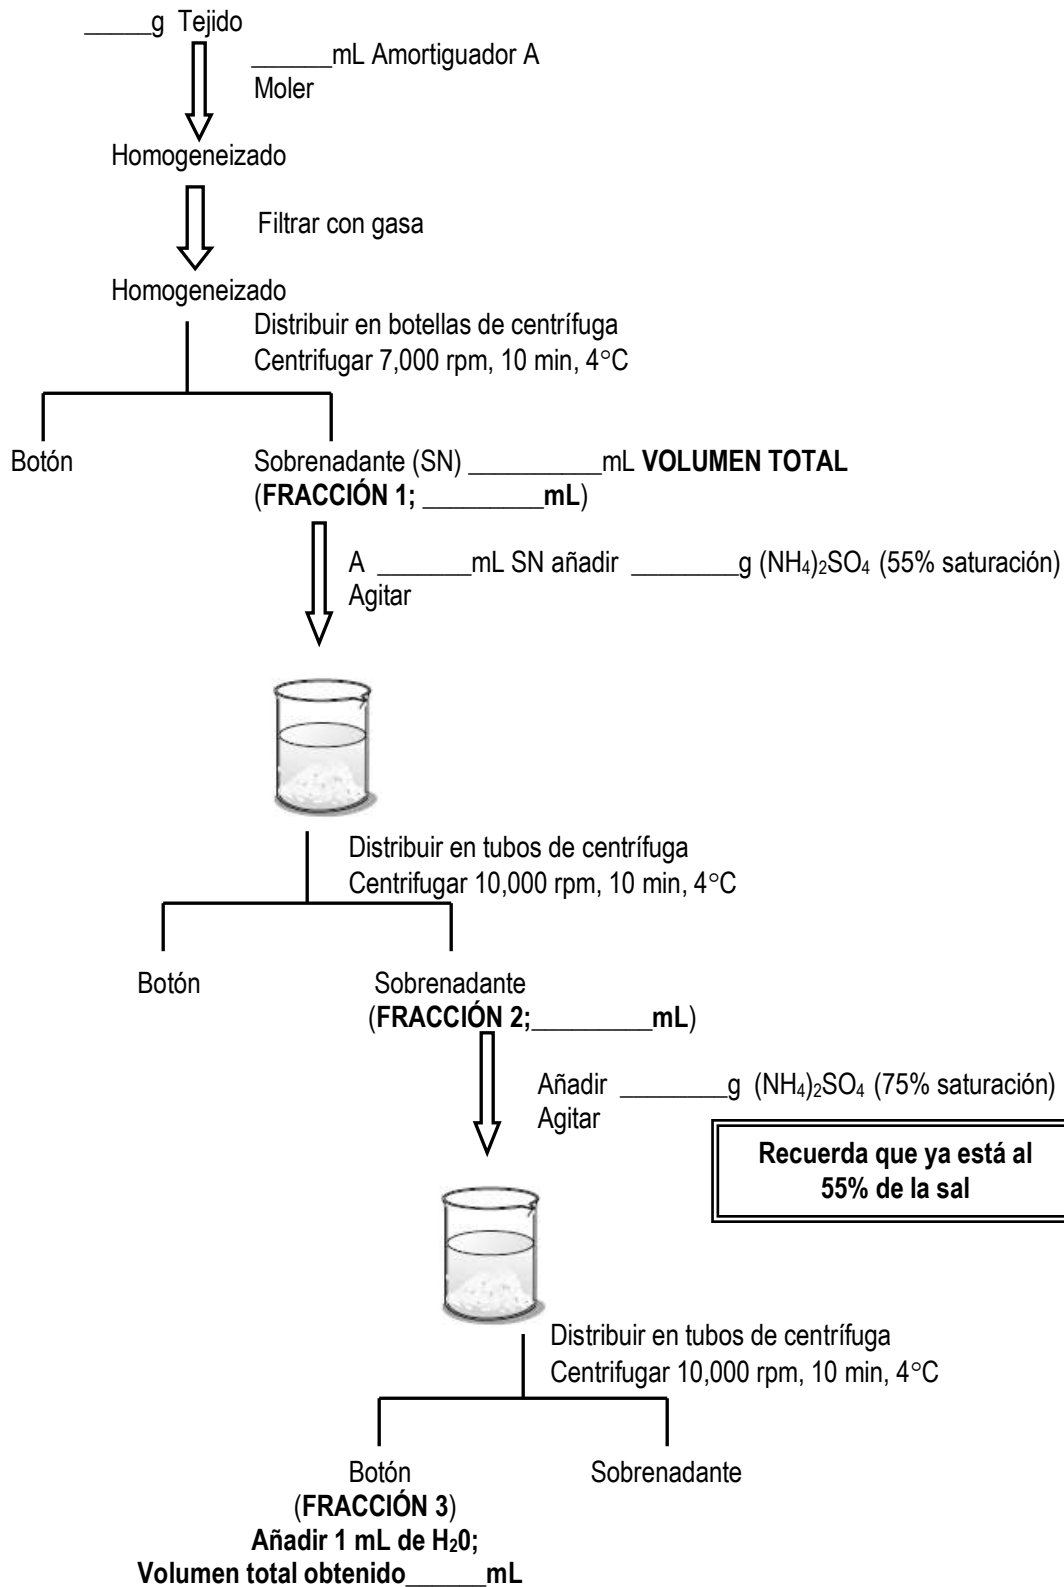 _____g Tejido
______mL Amortiguador A
Moler
Homogeneizado
Filtrar con gasa
Homogeneizado
Distribuir en botellas de centrífuga
Centrifugar 7,000 rpm, 10 min, 4°C
Botón
Sobrenadante (SN) __________mL VOLUMEN TOTAL
(FRACCIÓN 1; _________mL)
A _______mL SN añadir ________g (NH₄)₂SO₄ (55% saturación)
Agitar
Distribuir en tubos de centrífuga
Centrifugar 10,000 rpm, 10 min, 4°C
Botón
Sobrenadante
(FRACCIÓN 2;_________mL)
Añadir ________g (NH₄)₂SO₄ (75% saturación)
Agitar
Recuerda que ya está al
55% de la sal
Distribuir en tubos de centrífuga
Centrifugar 10,000 rpm, 10 min, 4°C
Botón
Sobrenadante
(FRACCIÓN 3)
Añadir 1 mL de H₂0;
Volumen total obtenido______mL